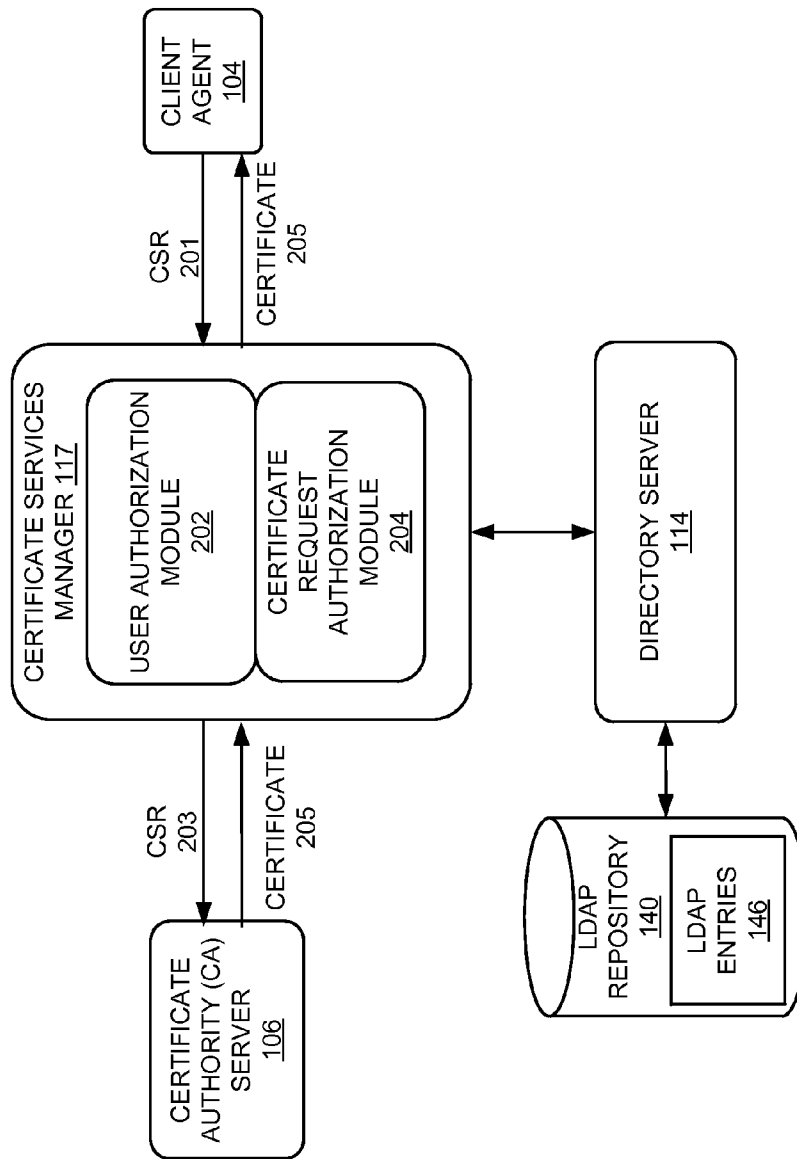 CERTIFICATE
AUTHORITY (CA)
SERVER
106
CSR
203
CERTIFICATE
205
CERTIFICATE SERVICES
MANAGER 117
USER AUTHORIZATION
MODULE
202
CERTIFICATE
REQUEST
AUTHORIZATION
MODULE
204
CSR
201
CERTIFICATE
205
CLIENT
AGENT
104
LDAP
REPOSITORY
140
LDAP
ENTRIES
146
DIRECTORY SERVER
114